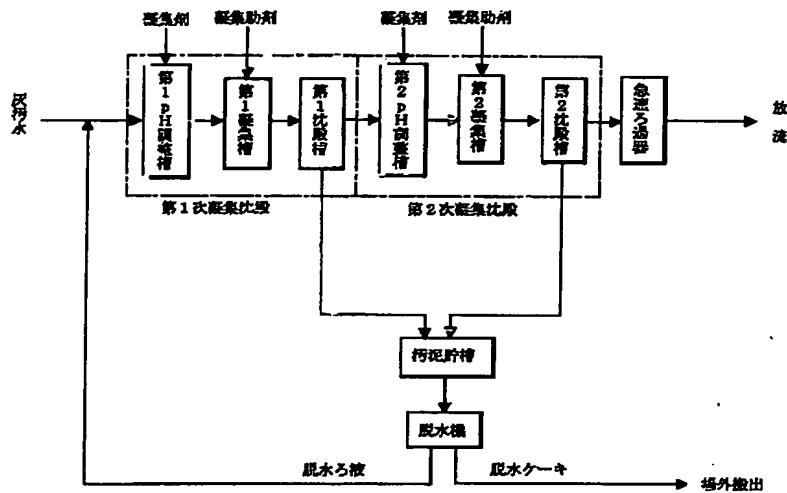 凝集剤
凝集助剤
凝集剤
凝集助剤
灰汚水
第1pH調整槽
第1凝集槽
第1沈殿槽
第2pH調整槽
第2凝集槽
第2沈殿槽
急速ろ過器
放流
第1次凝集沈殿
第2次凝集沈殿
汚泥貯槽
脱水機
脱水ろ液
脱水ケーキ
場外搬出